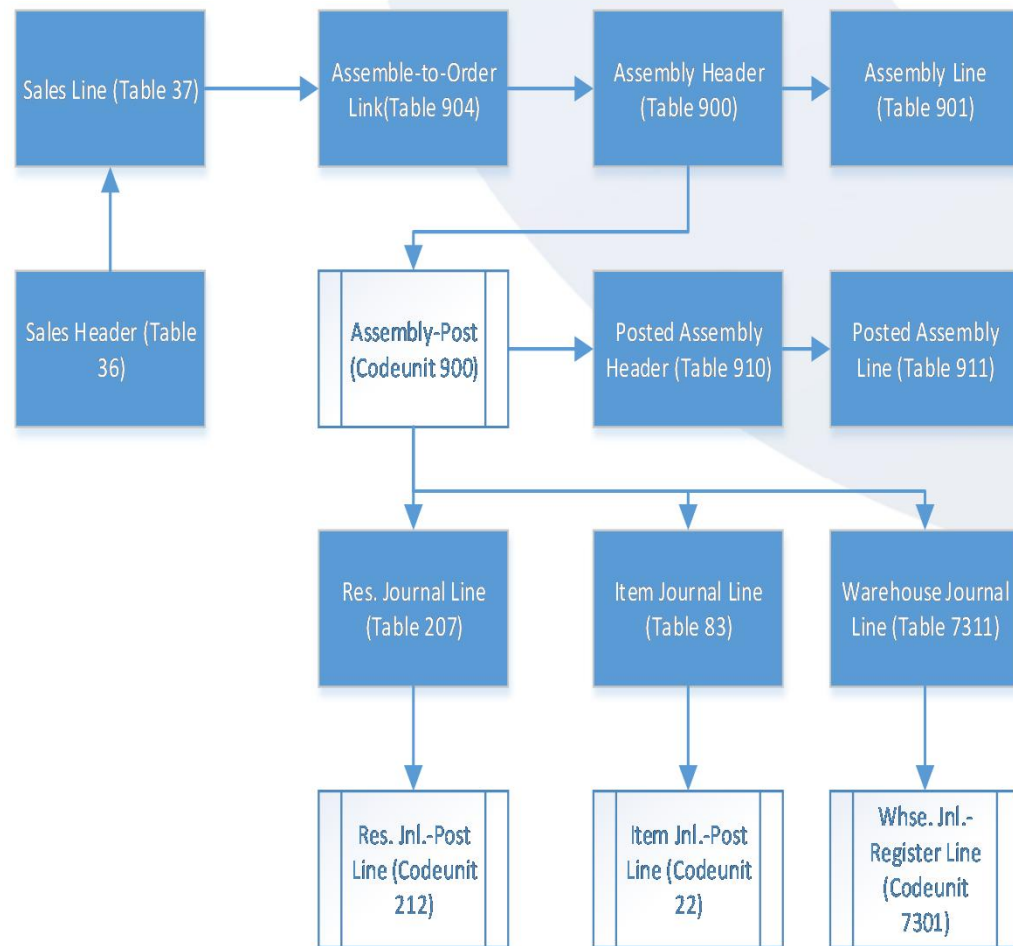 Sales Line (Table 37)
Assemble-to-Order
Link(Table 904)
Assembly Header
(Table 900)
Assembly Line
(Table 901)
Sales Header (Table
36)
Assembly-Post
(Codeunit 900)
Posted Assembly
Header (Table 910)
Posted Assembly
Line (Table 911)
Res. Journal Line
(Table 207)
Item Journal Line
(Table 83)
Warehouse Journal
Line (Table 7311)
Res. Jnl.-Post
Line (Codeunit
212)
Item Jnl.-Post
Line (Codeunit
22)
Whse. Jnl.-
Register Line
(Codeunit
7301)